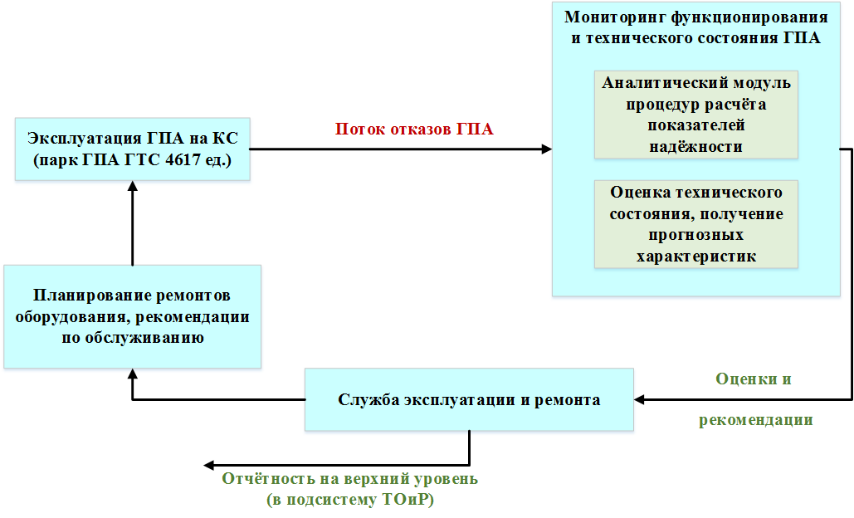 Мониторинг функционирования
и технического состояния ГПА
Аналитический модуль
процедур расчёта
показателей
надёжности
Поток отказов ГПА
Эксплуатация ГПА на КС
(парк ГПА ГТС 4617 ед.)
Оценка технического
состояния, получение
прогнозных
характеристик
Планирование ремонтов
оборудования, рекомендации
по обслуживанию
Служба эксплуатации и ремонта
Оценки и
рекомендации
Отчётность на верхний уровень
(в подсистему ТОиР)